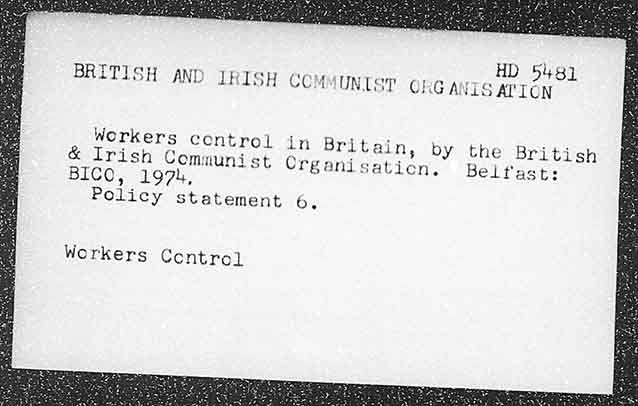 HD 5481
BRITISH AND IRISH COMMUNIST ORGANISATION
Workers control in Britain, by the British
& Irish Communist Organisation. Belfast:
BICO, 1974.
Policy statement 6.
Workers Control